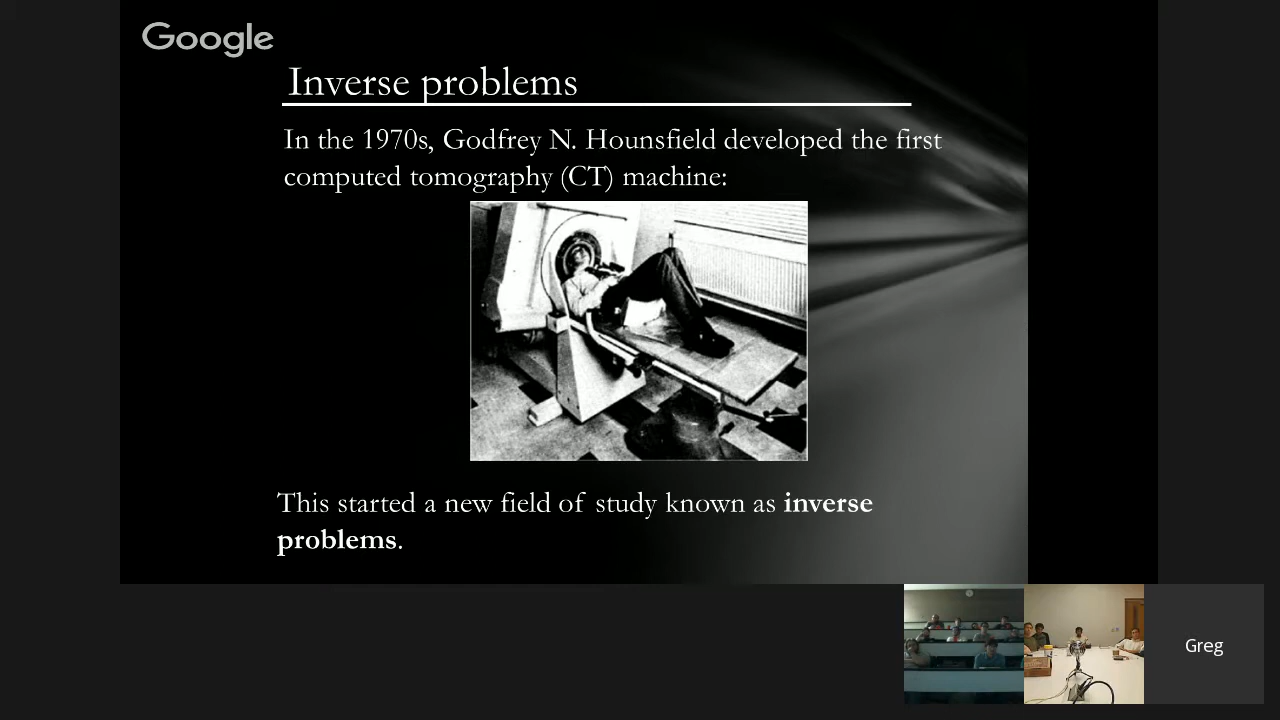 Google
Inverse problems
In the 1970s, Godfrey N. Hounsfield developed the first
computed tomography (CT) machine:
This started a new field of study known as inverse
problems.
Greg